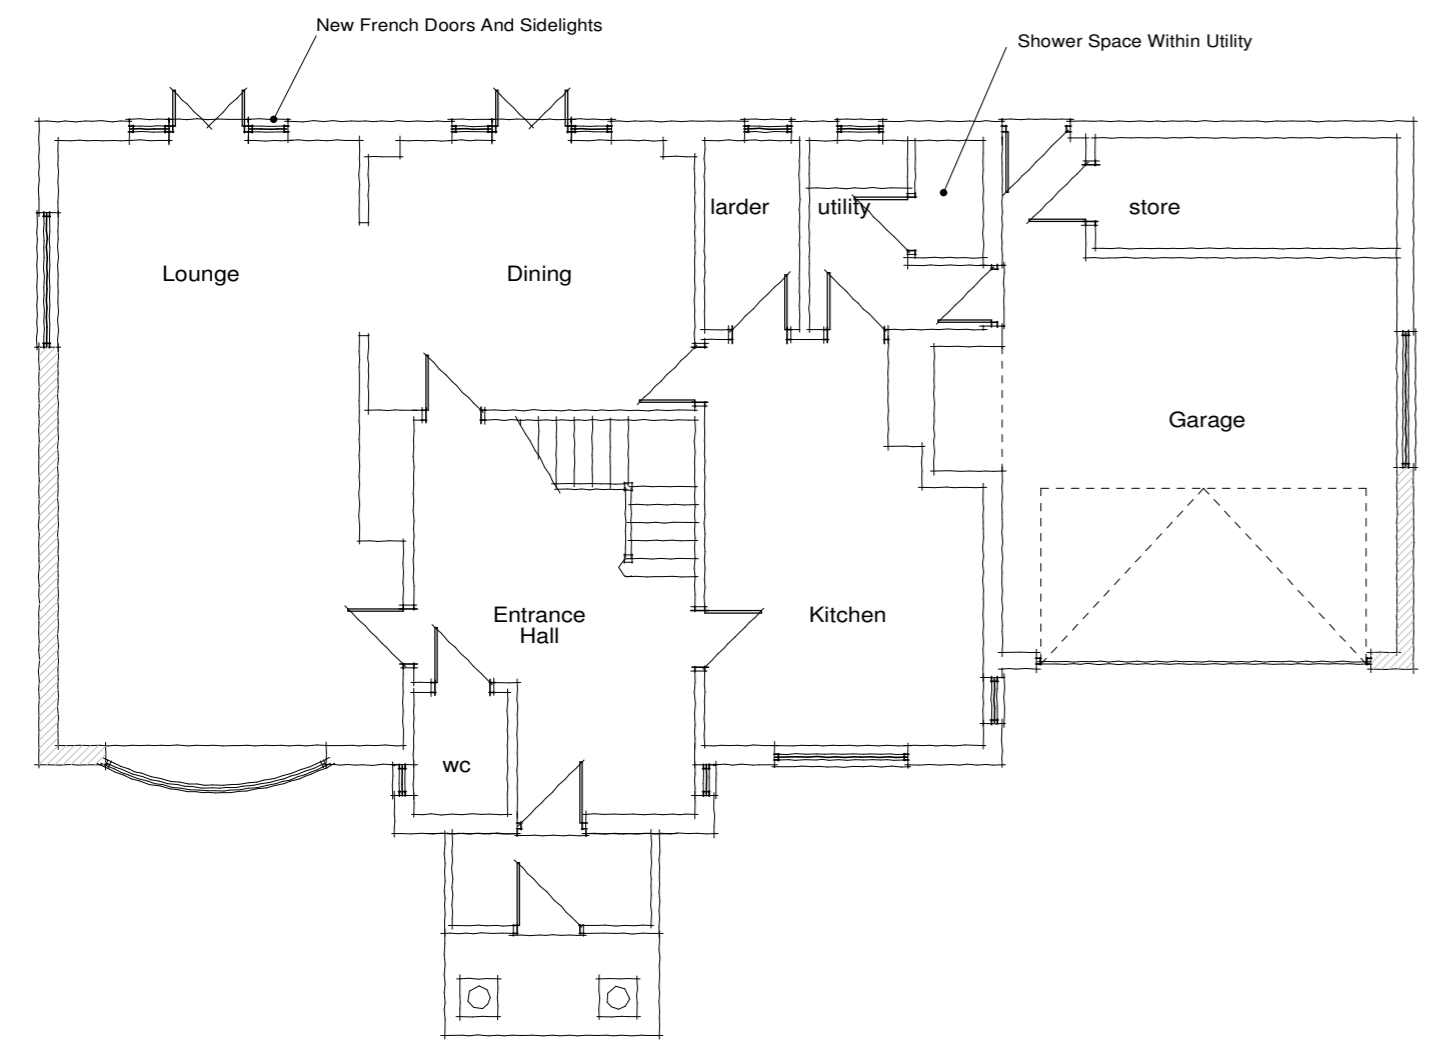 New French Doors And Sidelights
Shower Space Within Utility
larder
utility
store
Lounge
Dining
Garage
Entrance
Hall
Kitchen
wc